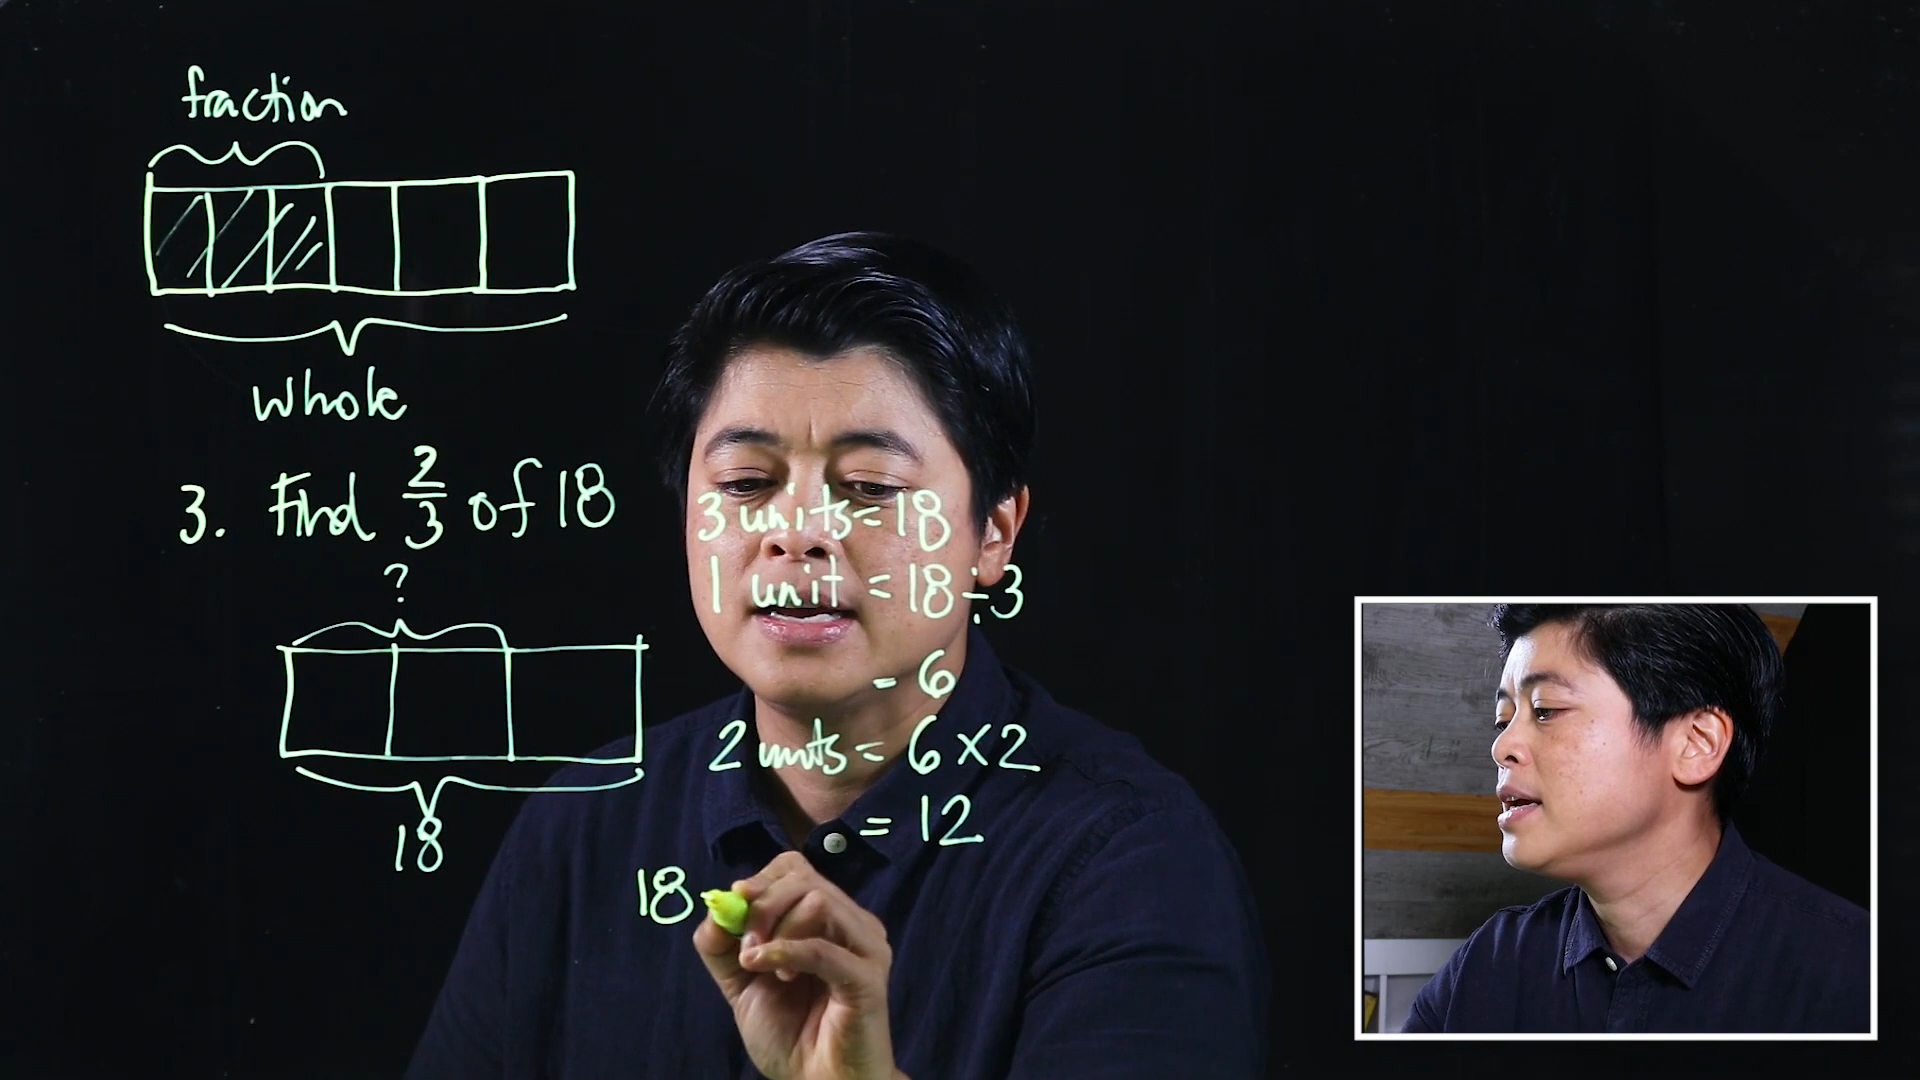 fraction
whole
3. Find 2/3 of 18
?
18
3 units = 18
1 unit = 18 ÷ 3
= 6
2 units = 6 × 2
= 12
18